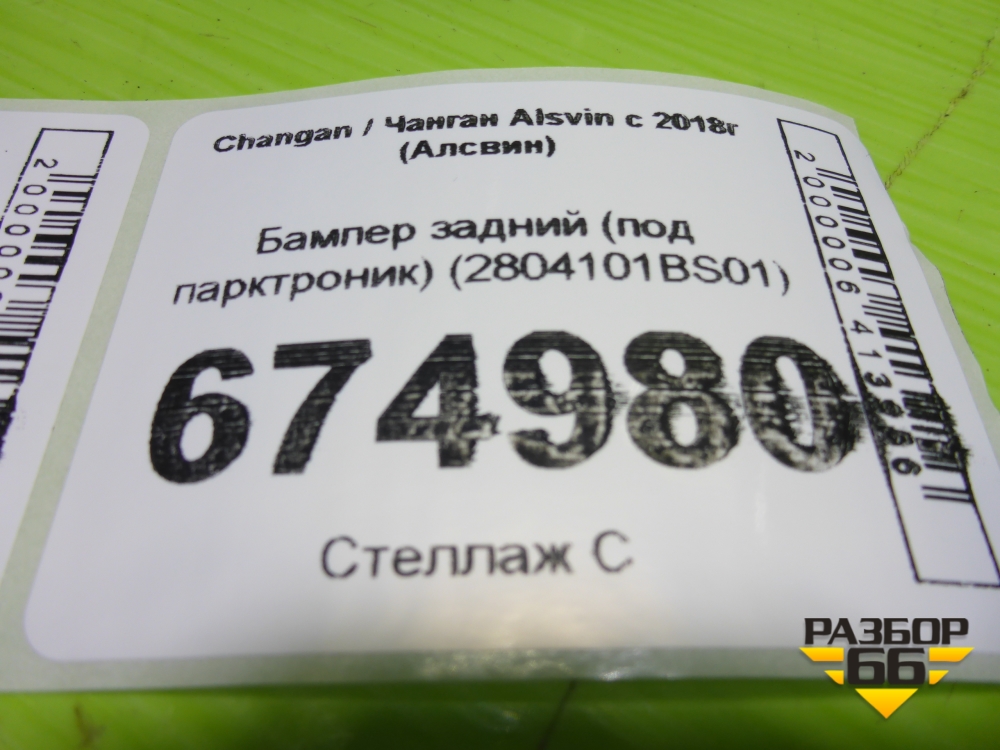 Changan / Чанган Alsvin с 2018г
(Алсвин)
Бампер задний (под
парктроник) (2804101BS01)
674980
Стеллаж С
РАЗБОР
66